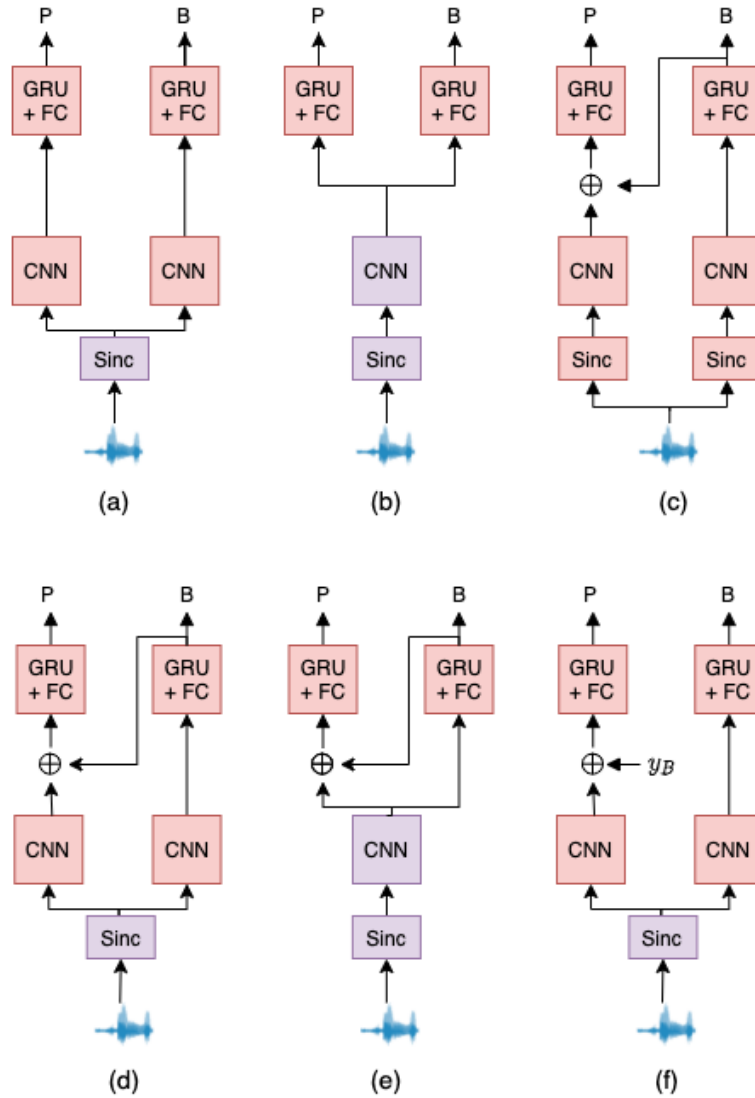 P B P B P B
GRU + FC GRU + FC GRU + FC GRU + FC GRU + FC GRU + FC
CNN CNN CNN CNN CNN
Sinc Sinc Sinc Sinc
(a) (b) (c)
P B P B P B
GRU + FC GRU + FC GRU + FC GRU + FC GRU + FC GRU + FC
y_B
CNN CNN CNN CNN CNN
Sinc Sinc Sinc
(d) (e) (f)